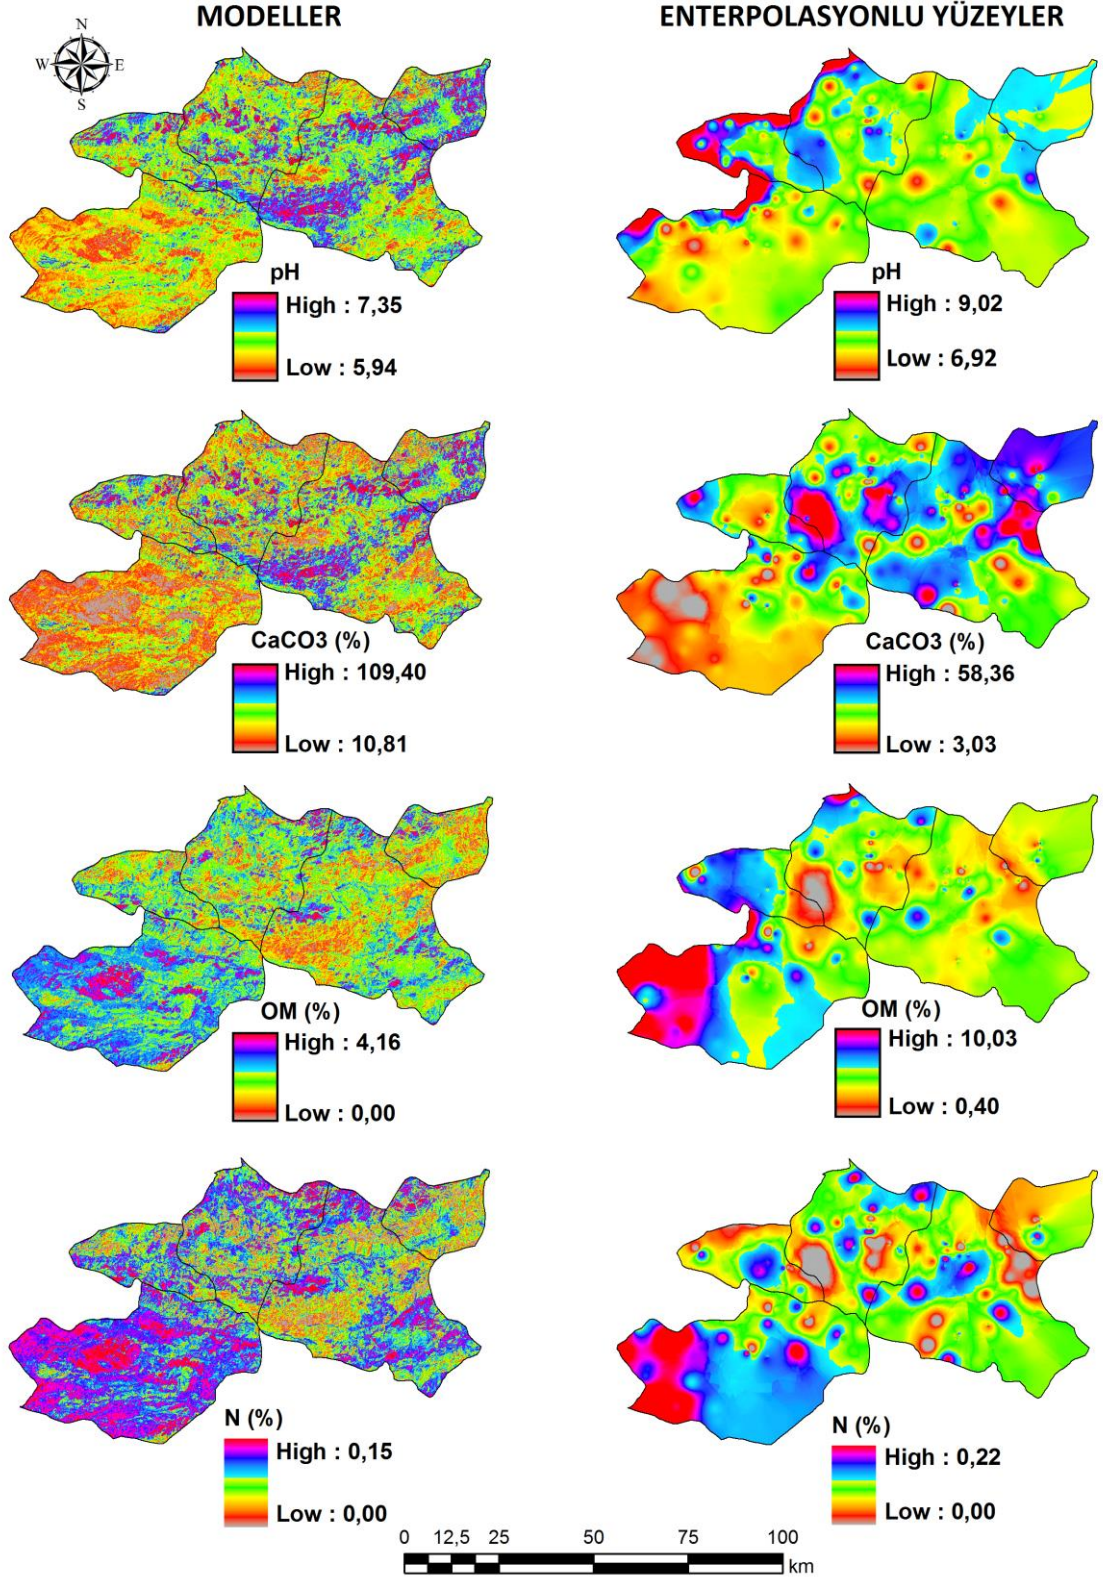 MODELLER
ENTERPOLASYONLU YÜZEYLER
N
W E
S
pH
High : 7,35
Low : 5,94
pH
High : 9,02
Low : 6,92
CaCO3 (%)
High : 109,40
Low : 10,81
CaCO3 (%)
High : 58,36
Low : 3,03
OM (%)
High : 4,16
Low : 0,00
OM (%)
High : 10,03
Low : 0,40
N (%)
High : 0,15
Low : 0,00
N (%)
High : 0,22
Low : 0,00
0 12,5 25 50 75 100
km